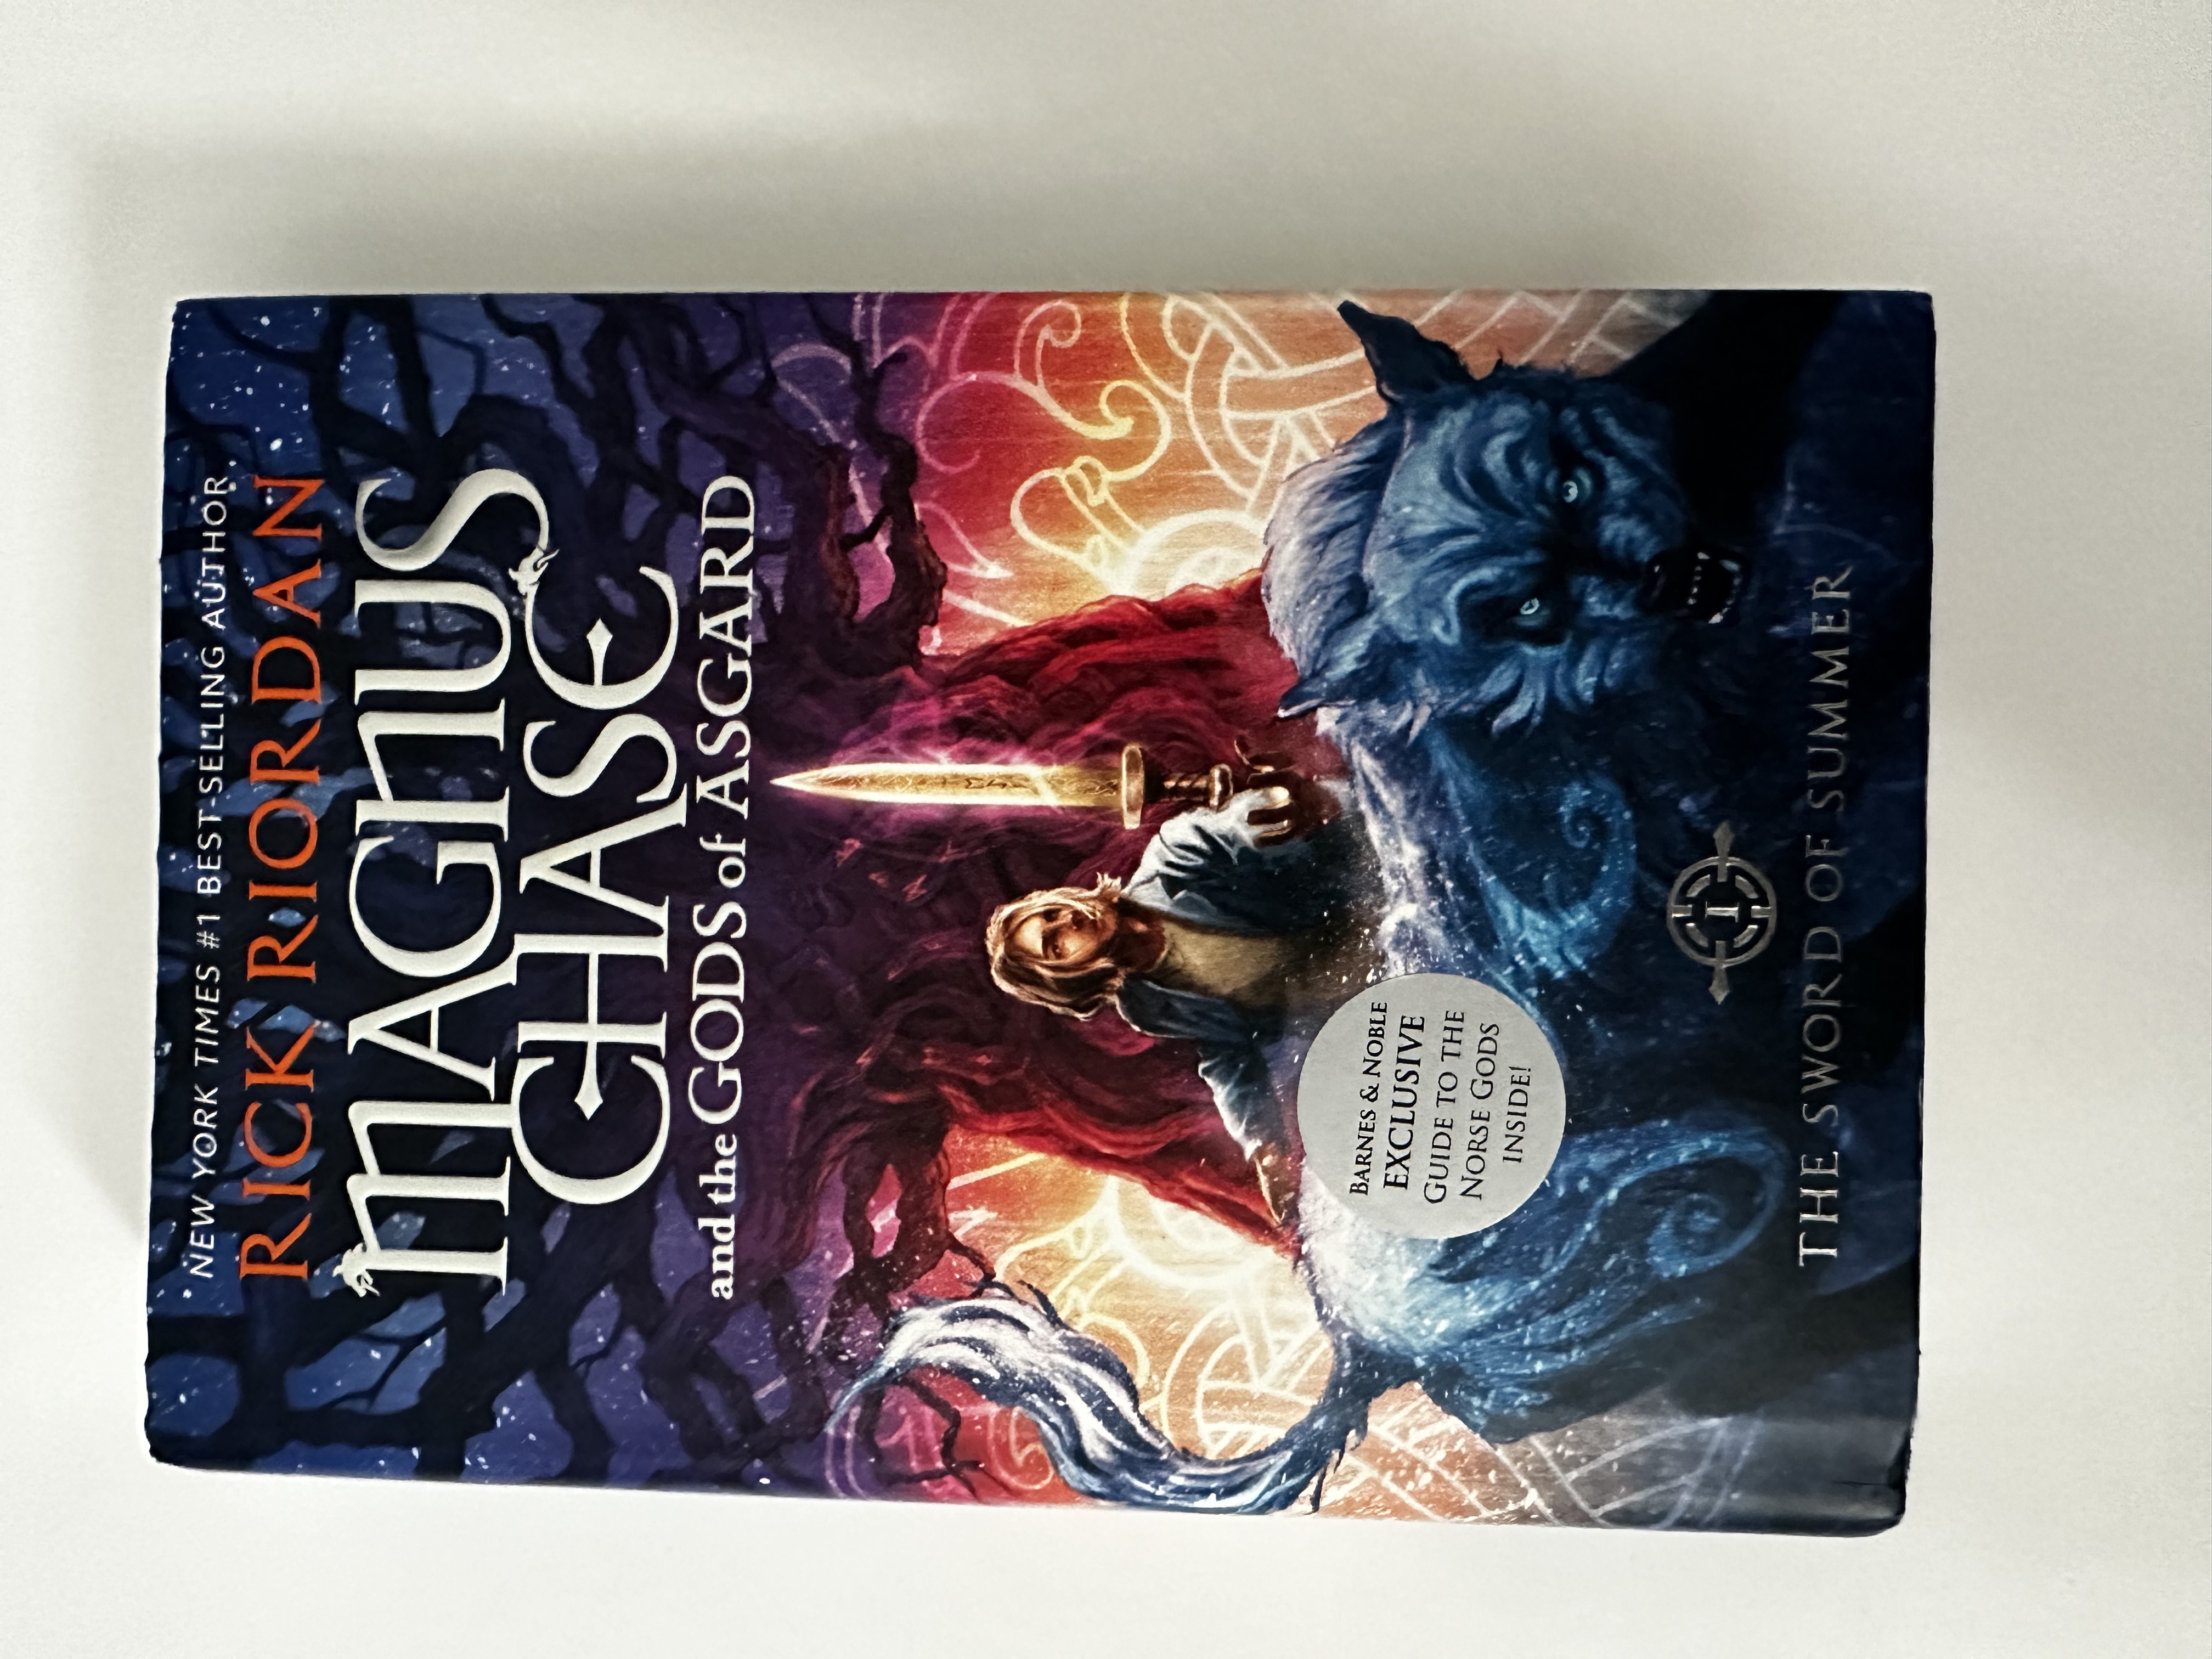 NEW YORK TIMES #1 BEST-SELLING AUTHOR
RICK RIORDAN
MAGNUS
CHASE
and the GODS of ASGARD
BARNES & NOBLE
EXCLUSIVE
GUIDE TO THE
NORSE GODS
INSIDE!
I
THE SWORD OF SUMMER